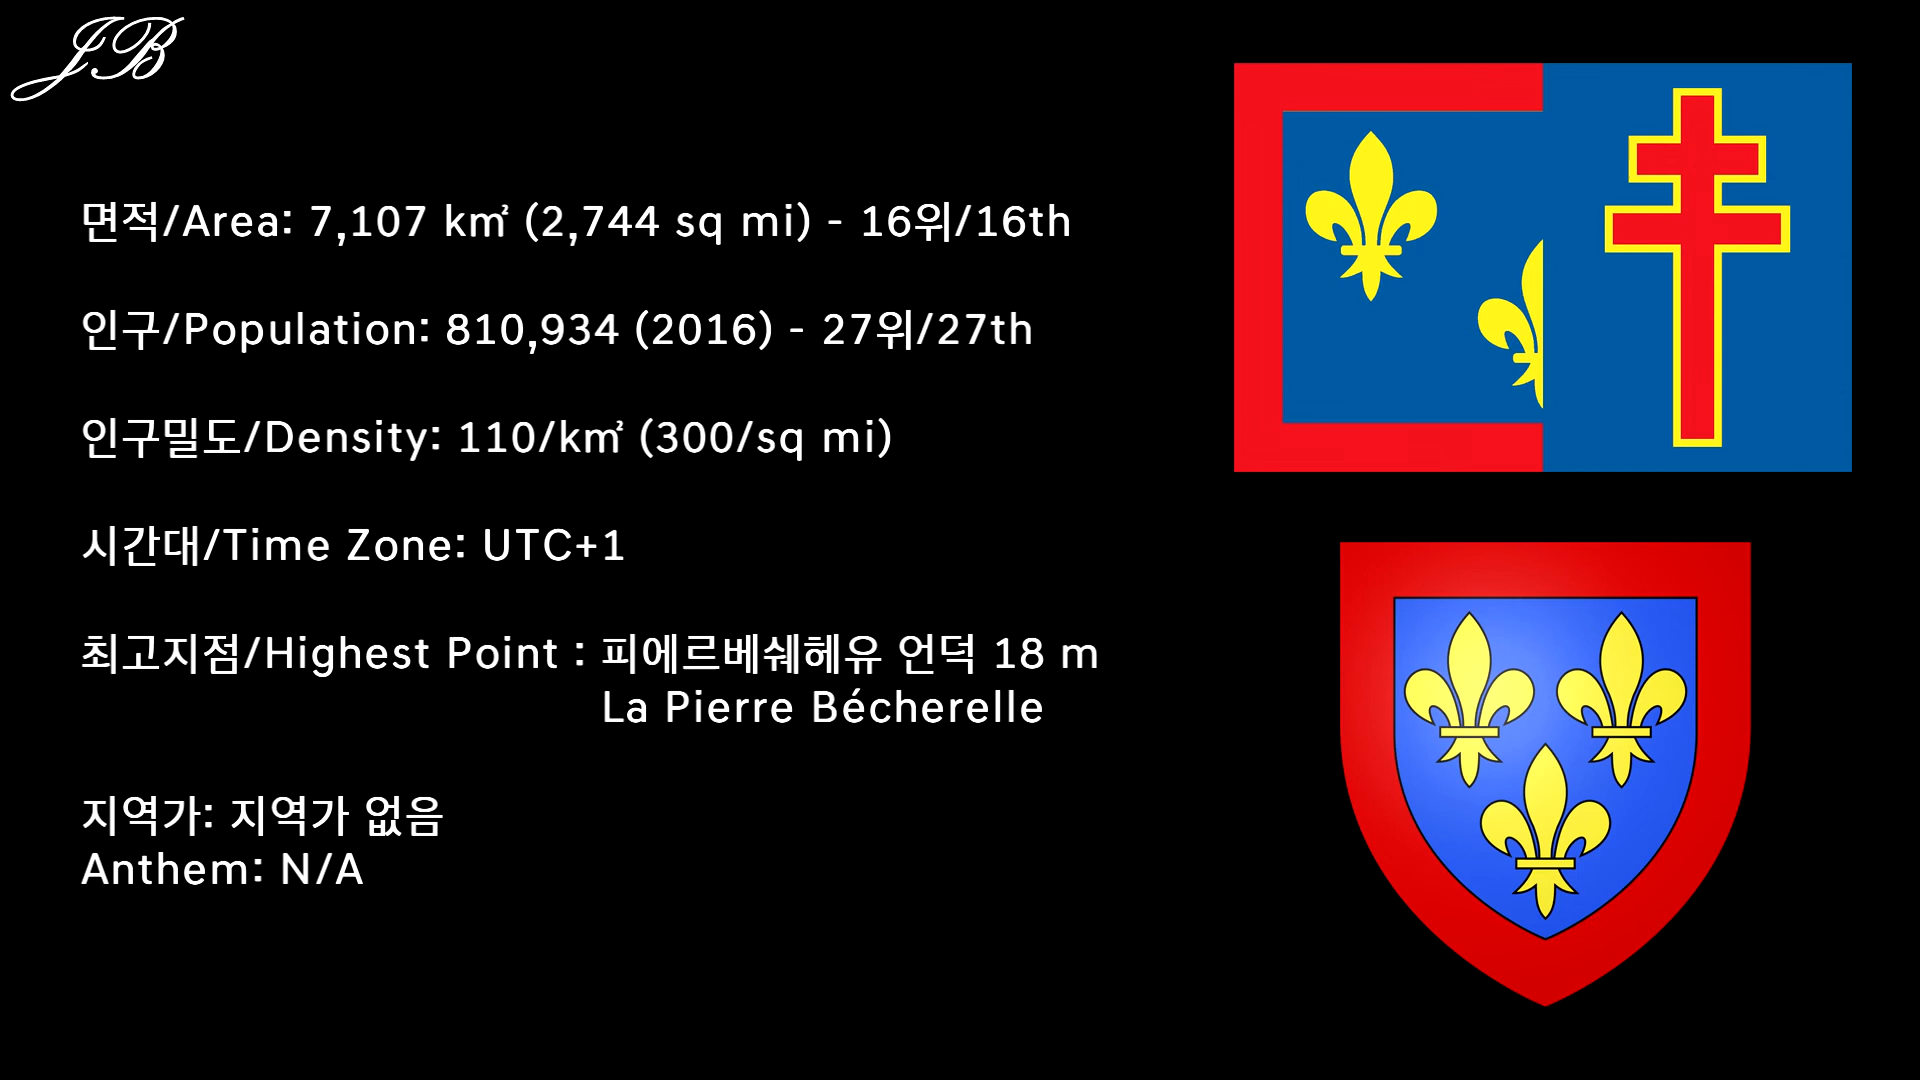 JB
면적/Area: 7,107 ㎢ (2,744 sq mi) - 16위/16th
인구/Population: 810,934 (2016) - 27위/27th
인구밀도/Density: 110/㎢ (300/sq mi)
시간대/Time Zone: UTC+1
최고지점/Highest Point : 피에르베쉐헤유 언덕 18 m
La Pierre Bécherelle
지역가: 지역가 없음
Anthem: N/A